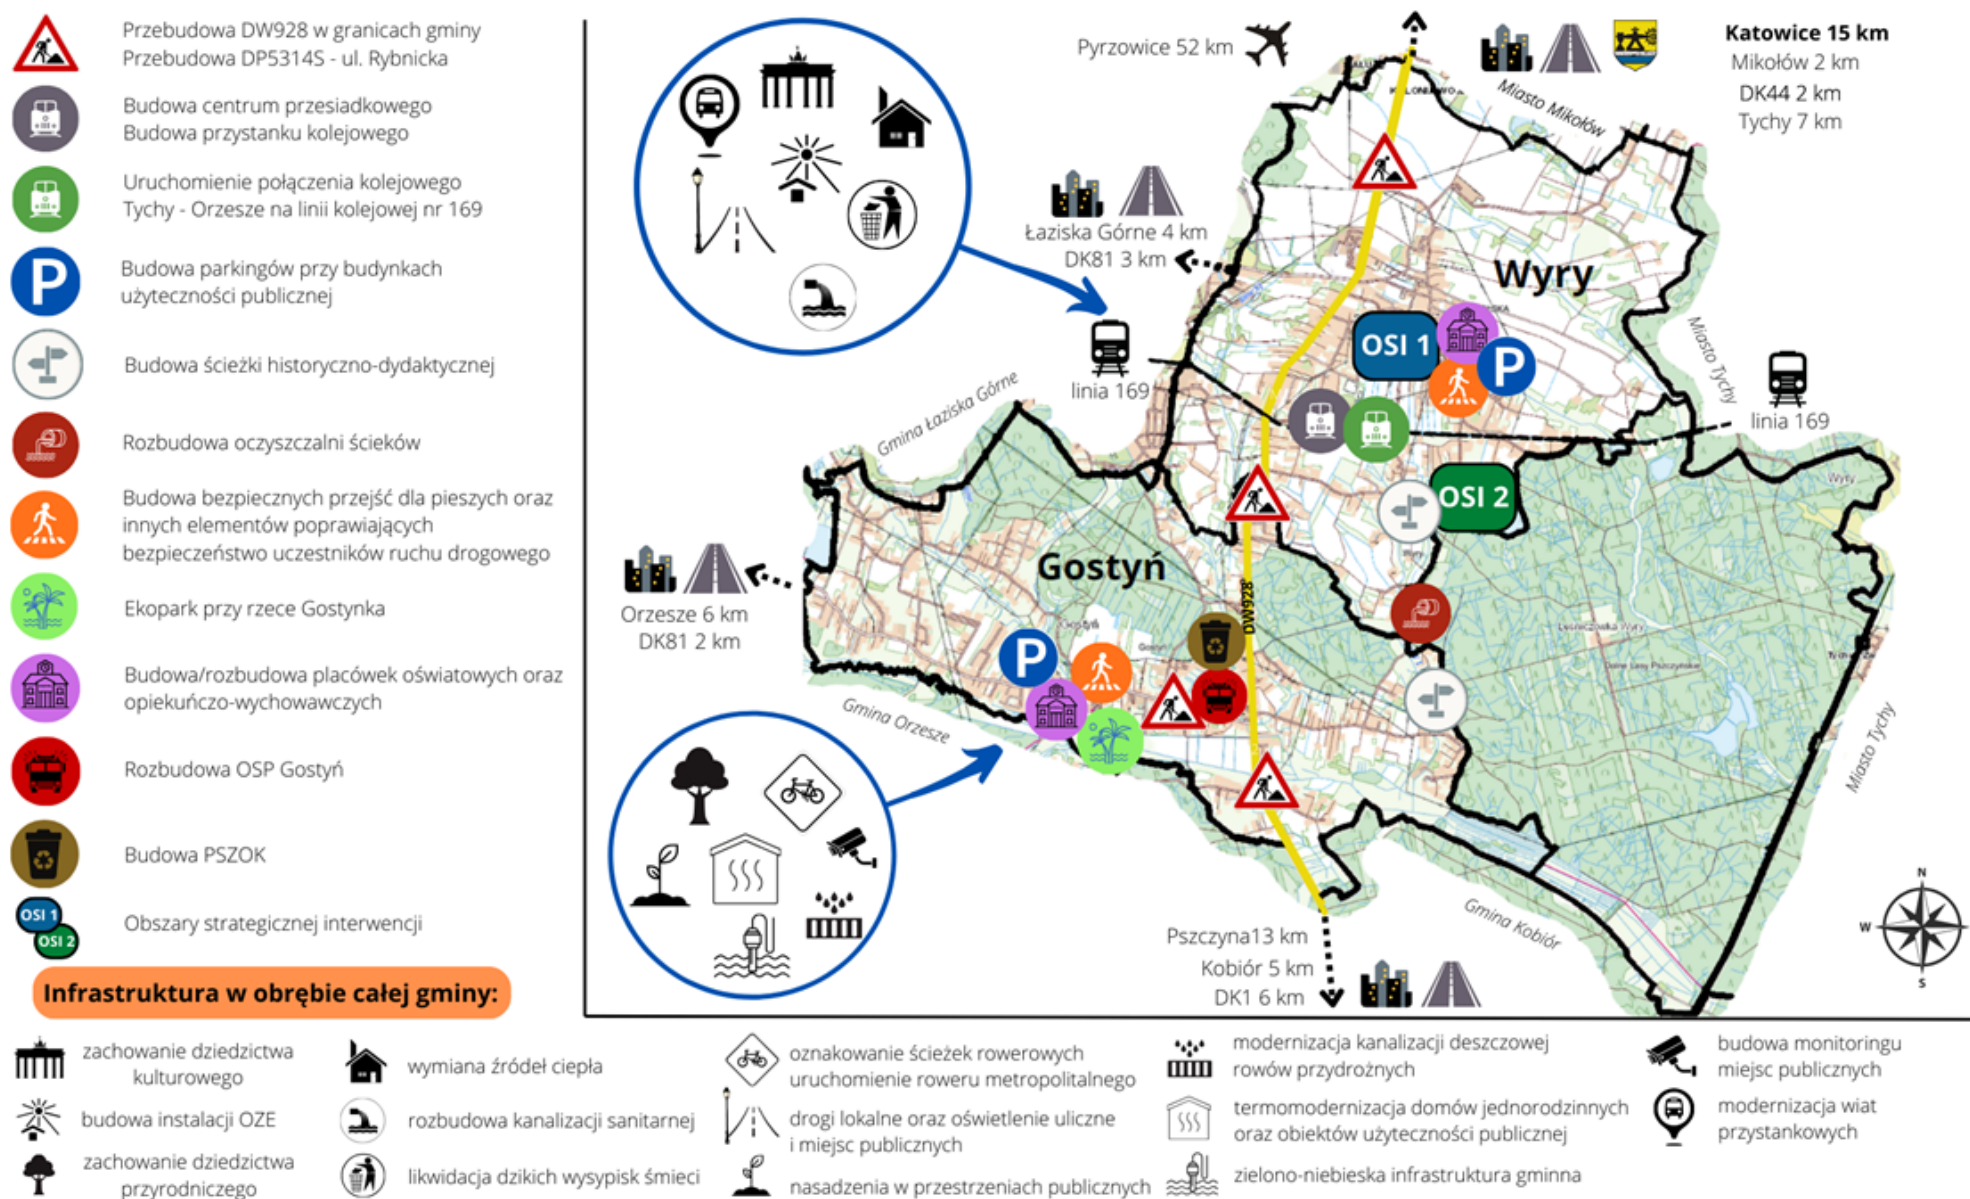 Przebudowa DW928 w granicach gminy
Przebudowa DP5314S - ul. Rybnicka
Budowa centrum przesiadkowego
Budowa przystanku kolejowego
Uruchomienie połączenia kolejowego
Tychy - Orzesze na linii kolejowej nr 169
P
Budowa parkingów przy budynkach
użyteczności publicznej
Budowa ścieżki historyczno-dydaktycznej
Rozbudowa oczyszczalni ścieków
Budowa bezpiecznych przejść dla pieszych oraz
innych elementów poprawiających
bezpieczeństwo uczestników ruchu drogowego
Ekopark przy rzece Gostynka
Budowa/rozbudowa placówek oświatowych oraz
opiekuńczo-wychowawczych
Rozbudowa OSP Gostyń
Budowa PSZOK
OSI 1
OSI 2
Obszary strategicznej interwencji
Pyrzowice 52 km
Katowice 15 km
Mikołów 2 km
DK44 2 km
Tychy 7 km
Miasto Mikołów
Łaziska Górne 4 km
DK81 3 km
Wyry
OSI 1
P
Miasto Tychy
linia 169
linia 169
Gmina Łaziska Górne
OSI 2
Wyry
Wyry
Gostyń
DW928
Orzesze 6 km
DK81 2 km
Gostyń
Gostyń
P
Leśniczówka Wyry
Gmina Orzesze
Miasto Tychy
Gmina Kobiór
Pszczyna13 km
Kobiór 5 km
DK1 6 km
N
W
S
Infrastruktura w obrębie całej gminy:
zachowanie dziedzictwa
kulturowego
budowa instalacji OZE
zachowanie dziedzictwa
przyrodniczego
wymiana źródeł ciepła
rozbudowa kanalizacji sanitarnej
likwidacja dzikich wysypisk śmieci
oznakowanie ścieżek rowerowych
uruchomienie roweru metropolitalnego
drogi lokalne oraz oświetlenie uliczne
i miejsc publicznych
nasadzenia w przestrzeniach publicznych
modernizacja kanalizacji deszczowej
rowów przydrożnych
termomodernizacja domów jednorodzinnych
oraz obiektów użyteczności publicznej
zielono-niebieska infrastruktura gminna
budowa monitoringu
miejsc publicznych
modernizacja wiat
przystankowych